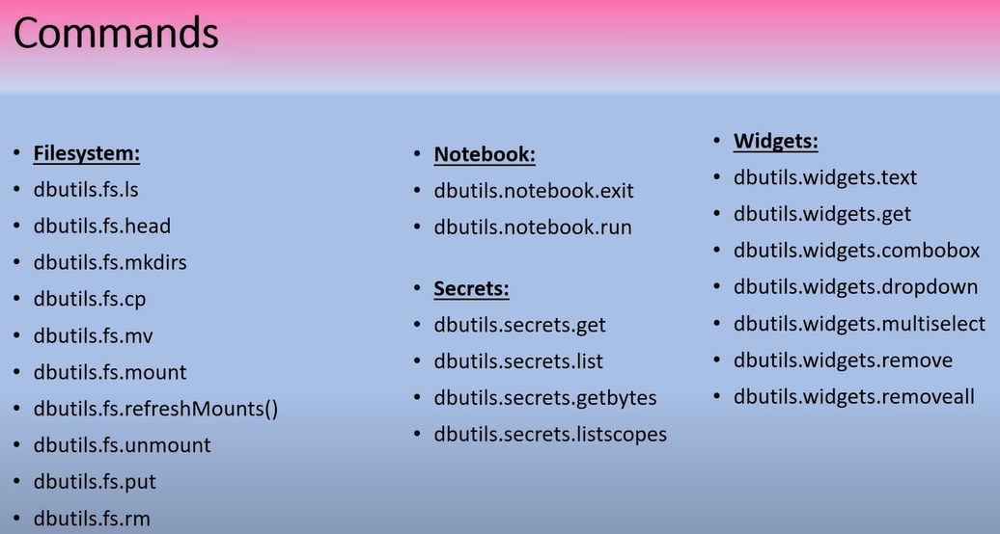 Commands
• Filesystem:
• dbutils.fs.ls
• dbutils.fs.head
• dbutils.fs.mkdirs
• dbutils.fs.cp
• dbutils.fs.mv
• dbutils.fs.mount
• dbutils.fs.refreshMounts()
• dbutils.fs.unmount
• dbutils.fs.put
• dbutils.fs.rm
• Notebook:
• dbutils.notebook.exit
• dbutils.notebook.run
• Secrets:
• dbutils.secrets.get
• dbutils.secrets.list
• dbutils.secrets.getbytes
• dbutils.secrets.listscopes
• Widgets:
• dbutils.widgets.text
• dbutils.widgets.get
• dbutils.widgets.combobox
• dbutils.widgets.dropdown
• dbutils.widgets.multiselect
• dbutils.widgets.remove
• dbutils.widgets.removeall